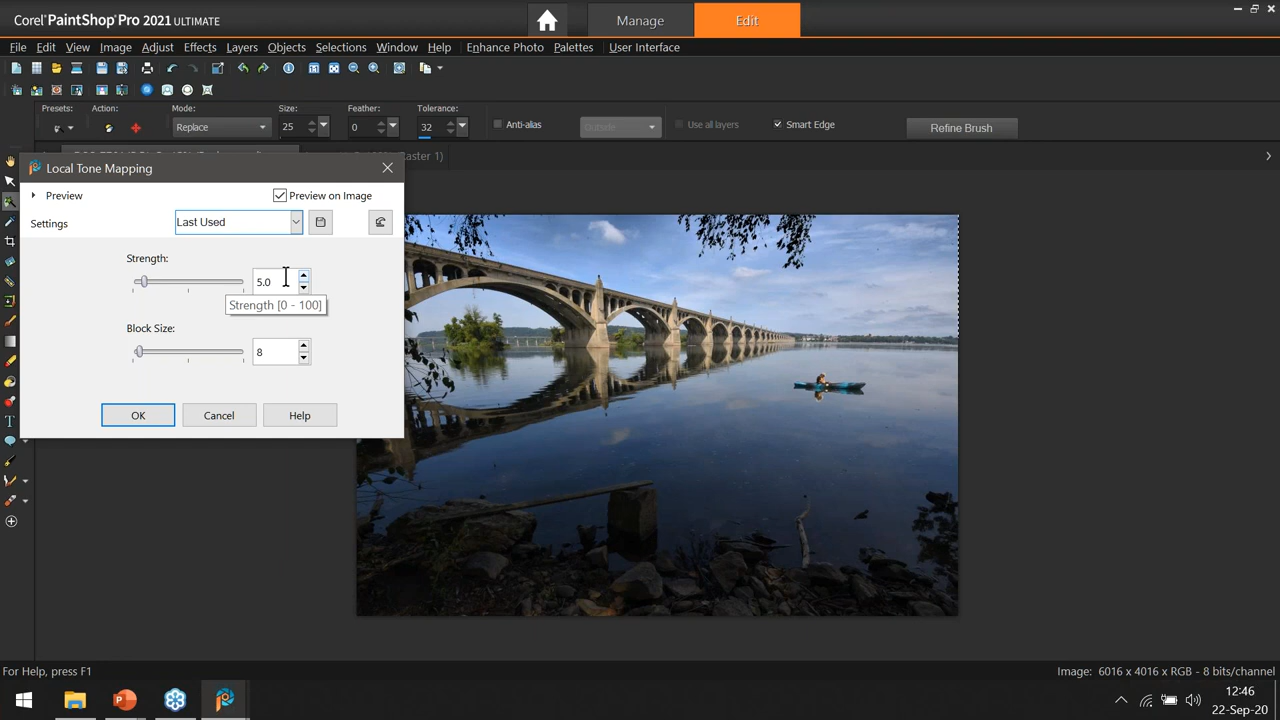 Corel PaintShop Pro 2021 ULTIMATE
Manage
Edit
File Edit View Image Adjust Effects Layers Objects Selections Window Help Enhance Photo Palettes User Interface
Presets: Action: Mode: Size: Feather: Tolerance:
Replace 25 0 32 Anti-alias Outside Use all layers Smart Edge Refine Brush
aster 1)
Local Tone Mapping
Preview
Preview on Image
Settings
Last Used
Strength:
5.0
Strength [0 - 100]
Block Size:
8
OK
Cancel
Help
T
For Help, press F1
Image: 6016 x 4016 x RGB - 8 bits/channel
12:46
22-Sep-20